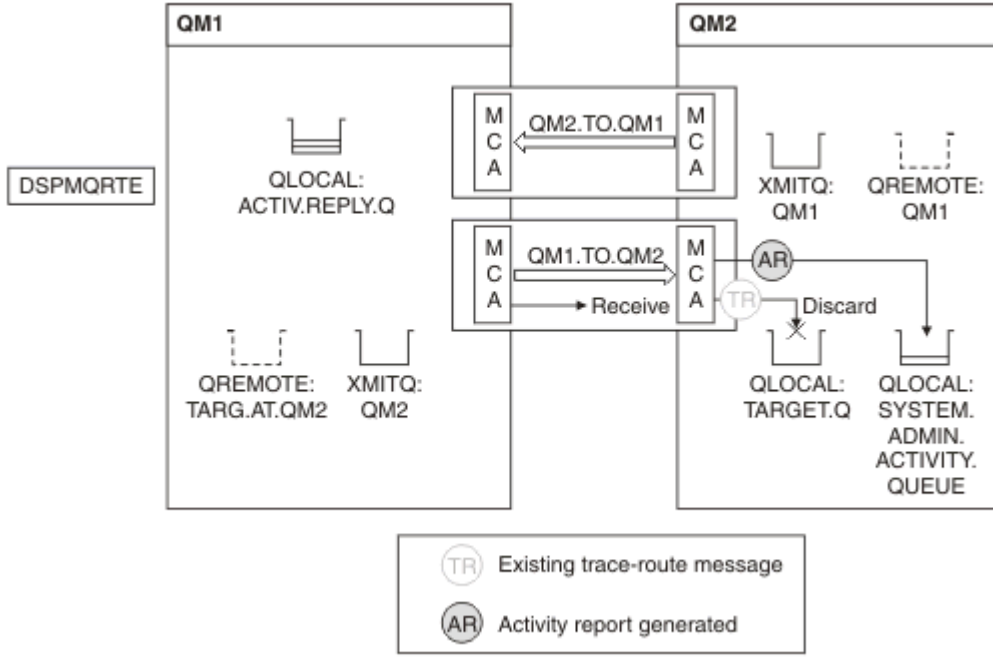 QM1
QM2
DSPMQRTE
QLOCAL:
ACTIV.REPLY.Q
M
C
A
QM2.TO.QM1
M
C
A
XMITQ:
QM1
QREMOTE:
QM1
M
C
A
QM1.TO.QM2
Receive
M
C
A
AR
TR
Discard
QREMOTE:
TARG.AT.QM2
XMITQ:
QM2
QLOCAL:
TARGET.Q
QLOCAL:
SYSTEM.
ADMIN.
ACTIVITY.
QUEUE
TR Existing trace-route message
AR Activity report generated